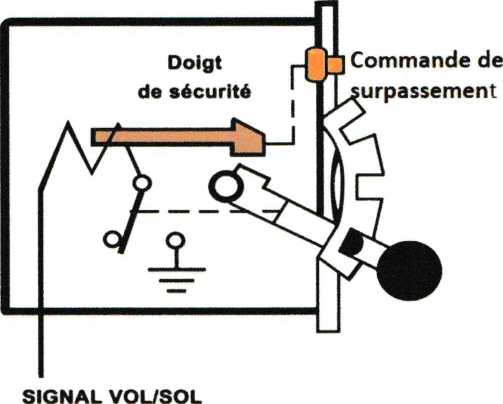 Doigt
de sécurité
Commande de
surpassement
SIGNAL VOL/SOL